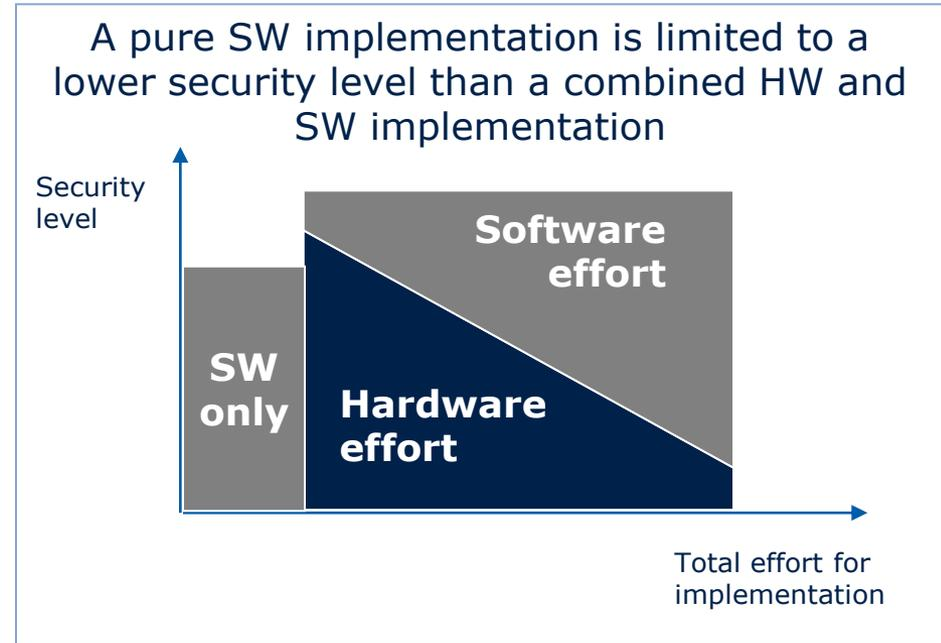 A pure SW implementation is limited to a
lower security level than a combined HW and
SW implementation
Security
level
Software
effort
SW
only
Hardware
effort
Total effort for
implementation